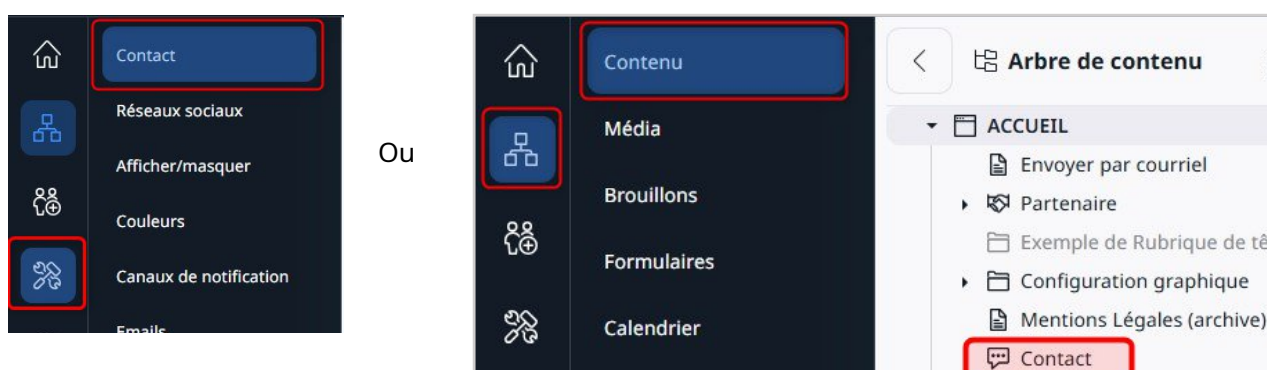 Contact
Réseaux sociaux
Afficher/masquer
Couleurs
Canaux de notification
Emails
Ou
Contenu
Média
Brouillons
Formulaires
Calendrier
Arbre de contenu
ACCUEIL
Envoyer par courriel
Partenaire
Exemple de Rubrique de tê
Configuration graphique
Mentions Légales (archive)
Contact